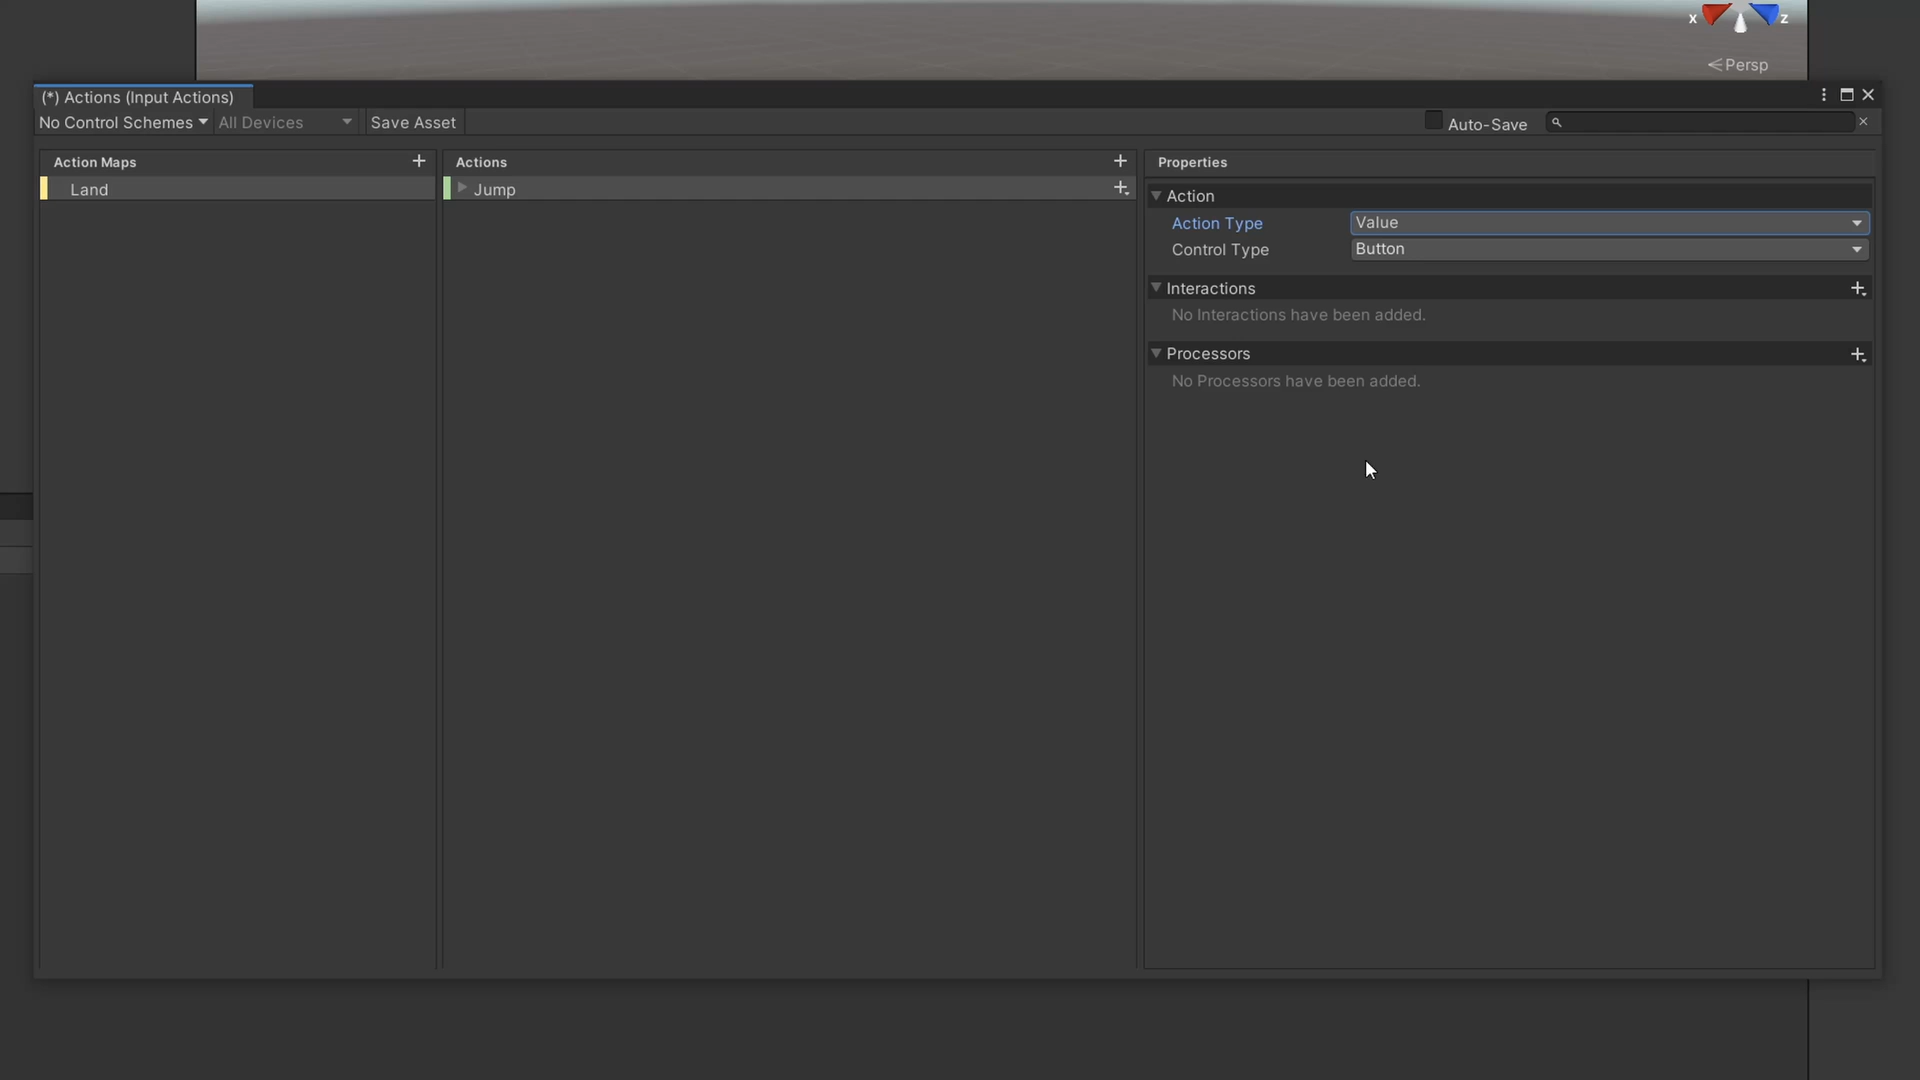 x z
Persp
(*) Actions (Input Actions)
No Control Schemes All Devices Save Asset Auto-Save
Action Maps Actions Properties
Land Jump
Action
Action Type Value
Control Type Button
Interactions
No Interactions have been added.
Processors
No Processors have been added.